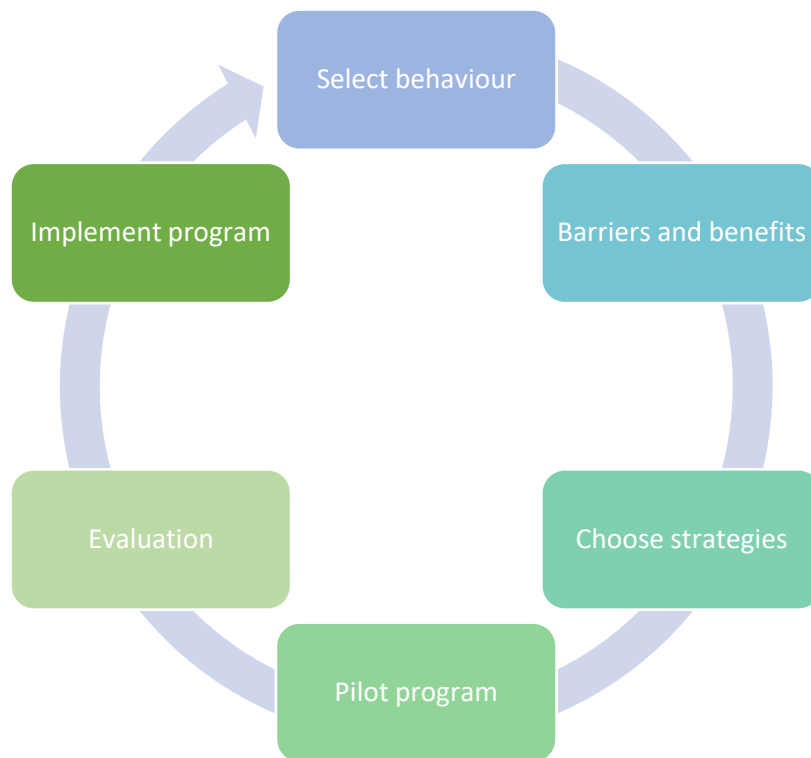 Select behaviour
Barriers and benefits
Choose strategies
Pilot program
Evaluation
Implement program